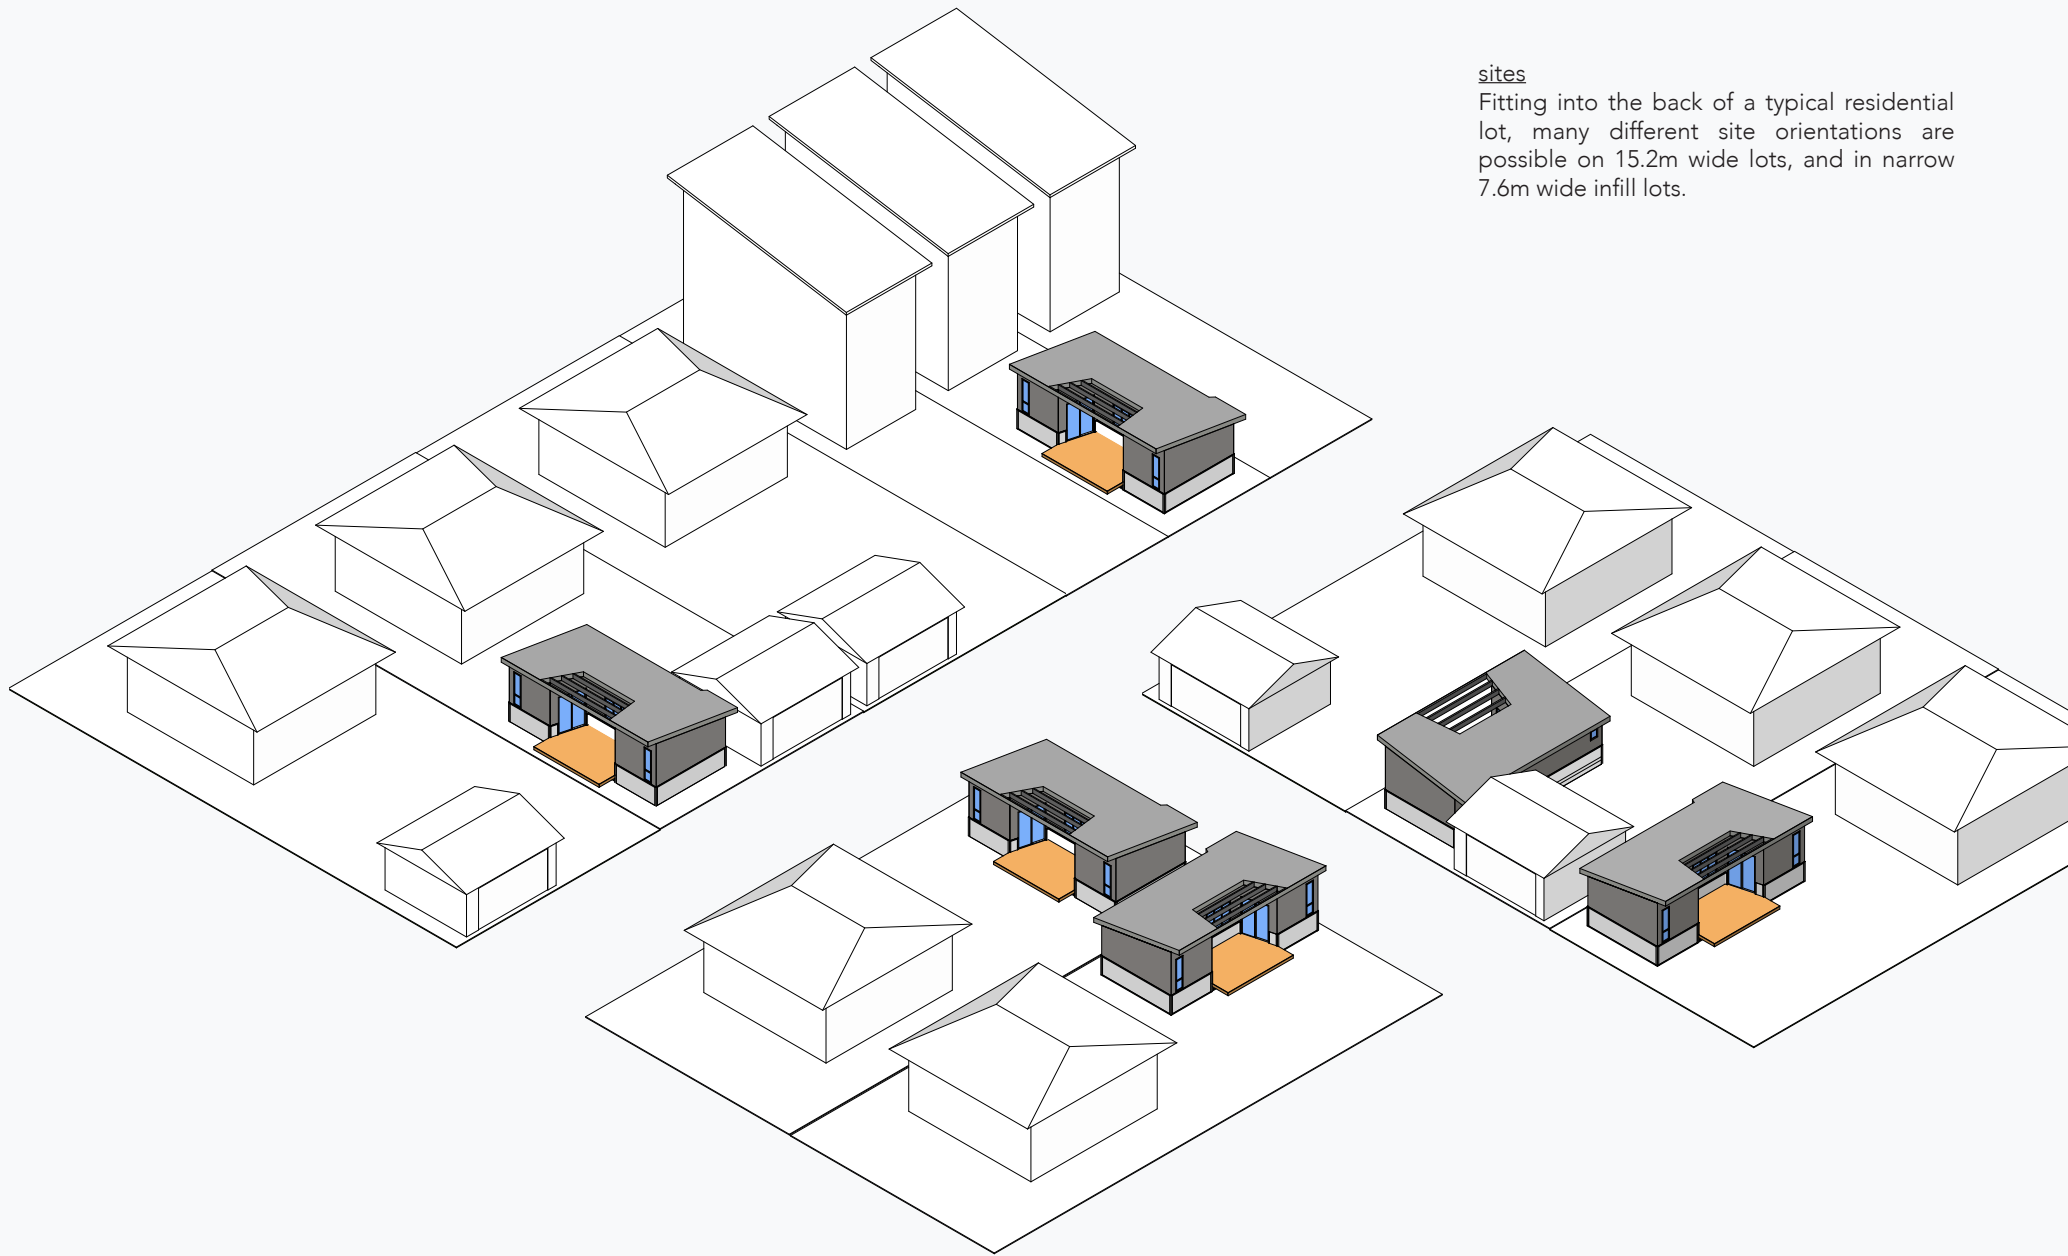 sites
Fitting into the back of a typical residential
lot, many different site orientations are
possible on 15.2m wide lots, and in narrow
7.6m wide infill lots.